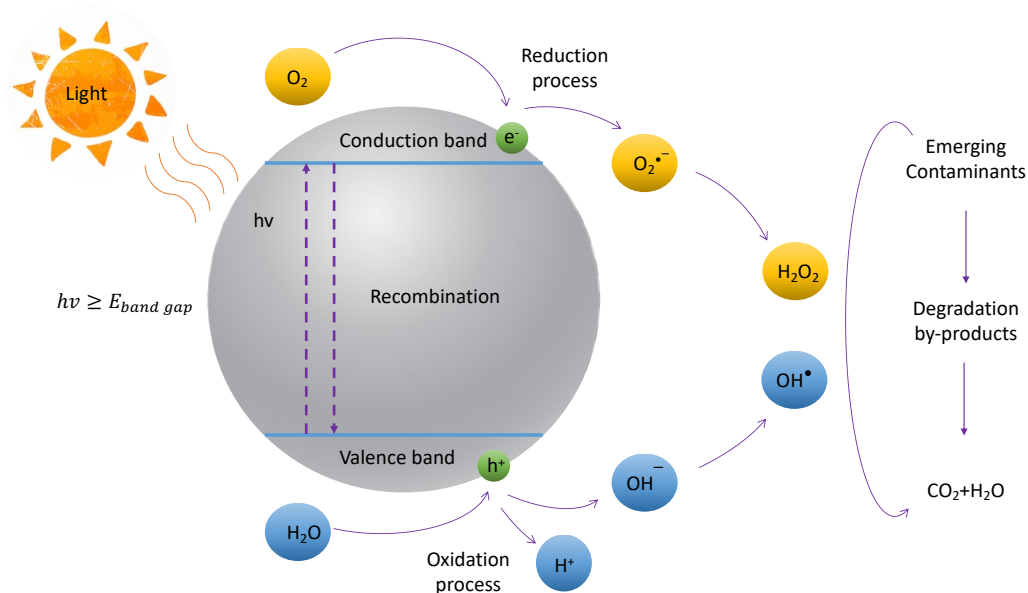 Light
O₂
Reduction
process
Conduction band
e⁻
O₂•⁻
Emerging
Contaminants
hv
H₂O₂
hv ≥ E_band gap
Recombination
Degradation
by-products
OH•
Valence band
h⁺
OH⁻
CO₂+H₂O
H₂O
Oxidation
process
H⁺